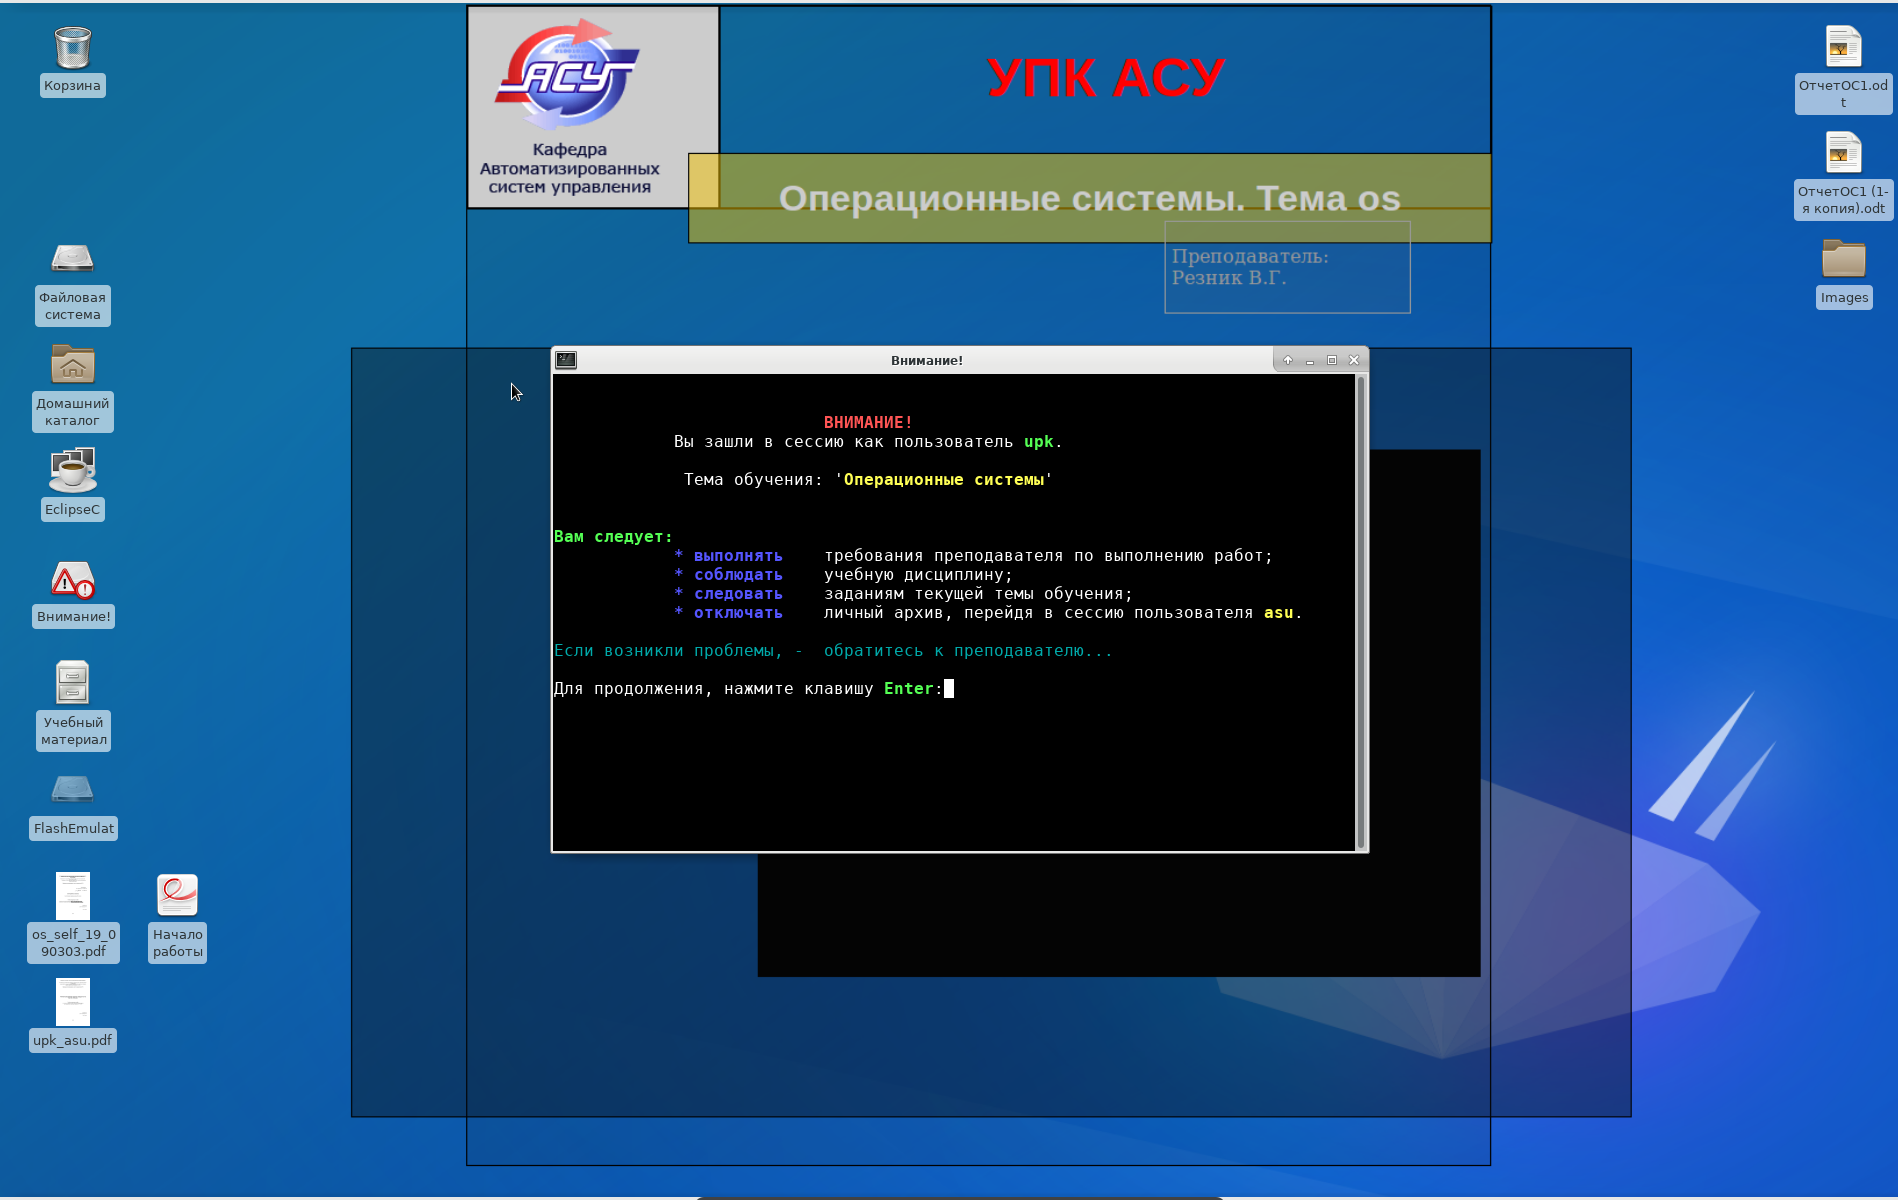 Корзина
Файловая
система
Домашний
каталог
EclipseC
Внимание!
Учебный
материал
FlashEmulat
os_self_19_0
90303.pdf
Начало
работы
upk_asu.pdf
АСУ
Кафедра
Автоматизированных
систем управления
УПК АСУ
Операционные системы. Тема os
Преподаватель:
Резник В.Г.
Внимание!
ВНИМАНИЕ!
Вы зашли в сессию как пользователь upk.
Тема обучения: 'Операционные системы'
Вам следует:
* выполнять требования преподавателя по выполнению работ;
* соблюдать учебную дисциплину;
* следовать заданиям текущей темы обучения;
* отключать личный архив, перейдя в сессию пользователя asu.
Если возникли проблемы, - обратитесь к преподавателю...
Для продолжения, нажмите клавишу Enter:
ОтчетОС1.od
t
ОтчетОС1 (1-
я копия).odt
Images